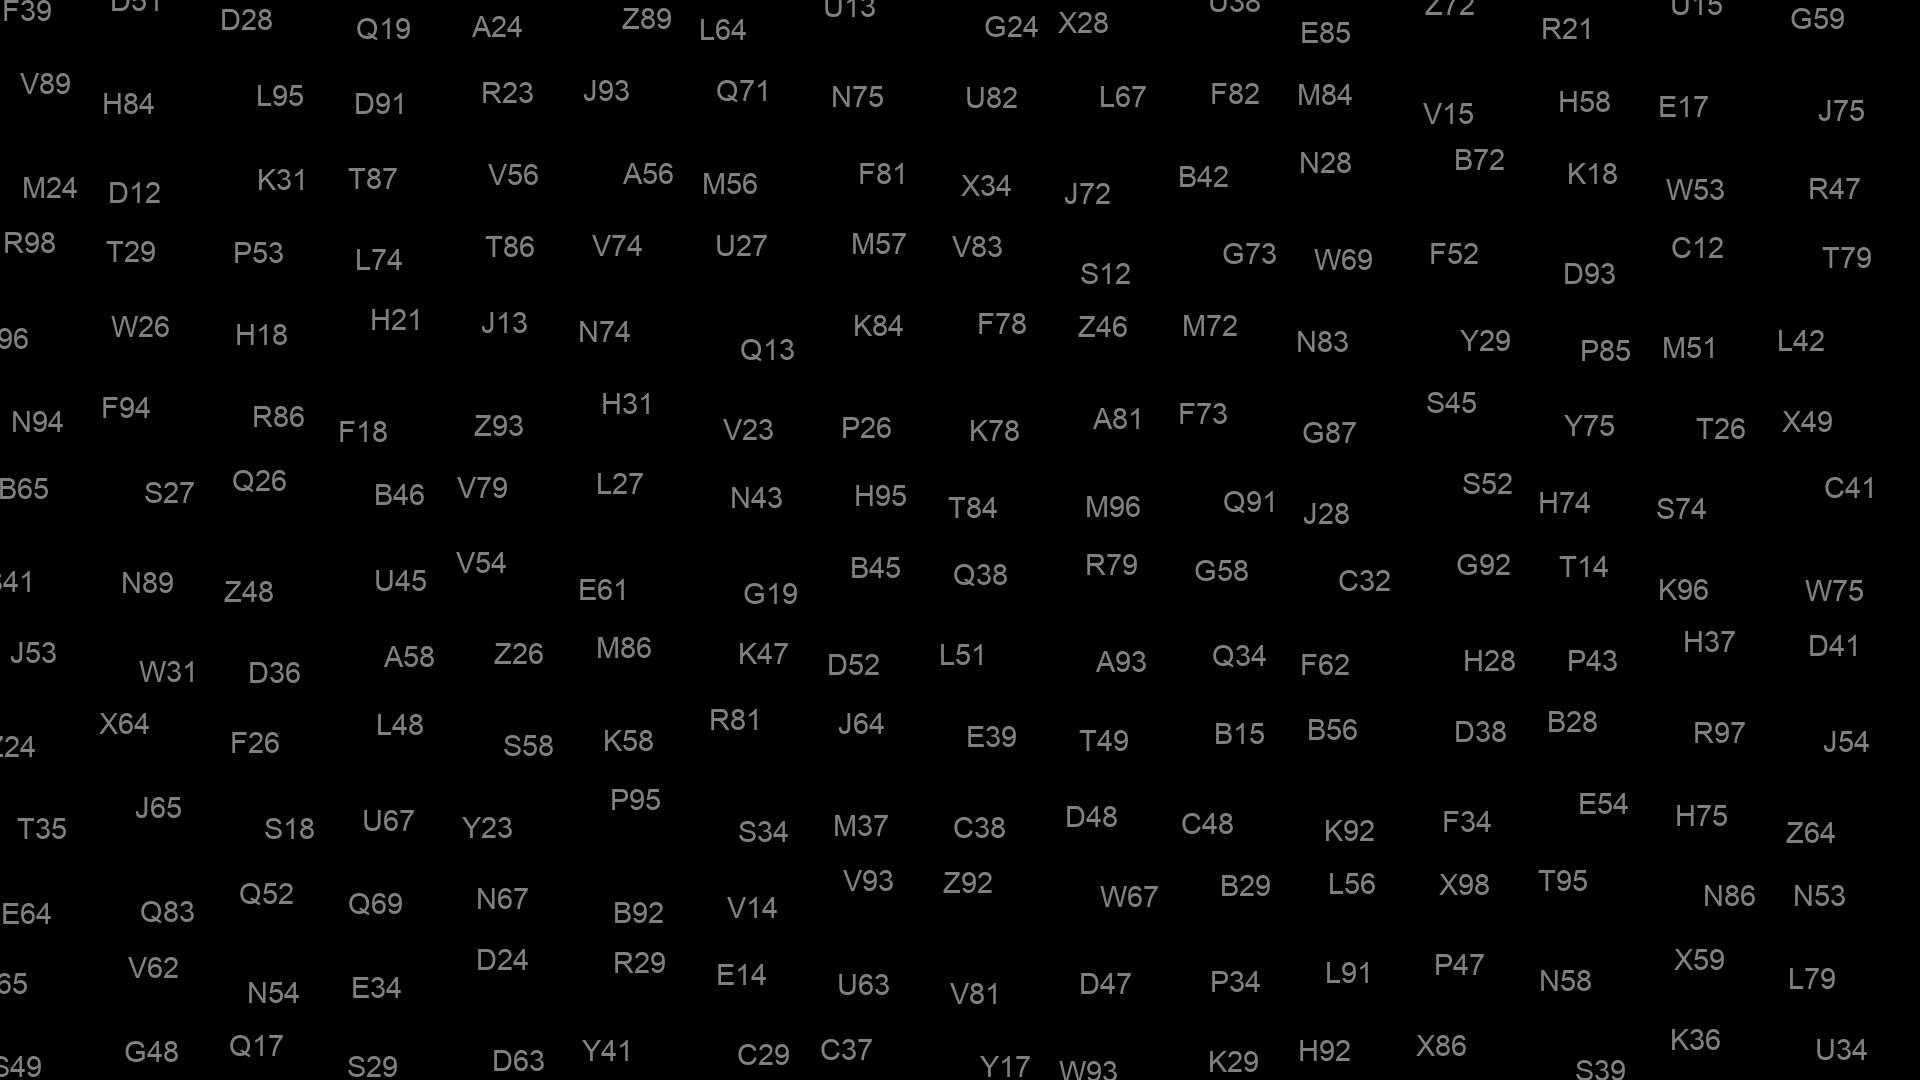 F39 D51 D28 Q19 A24 Z89 L64 U13 G24 X28 U38 E85 Z72 R21 U15 G59
V89 H84 L95 D91 R23 J93 Q71 N75 U82 L67 F82 M84 V15 H58 E17 J75
M24 D12 K31 T87 V56 A56 M56 F81 X34 J72 B42 N28 B72 K18 W53 R47
R98 T29 P53 L74 T86 V74 U27 M57 V83 S12 G73 W69 F52 D93 C12 T79
96 W26 H18 H21 J13 N74 Q13 K84 F78 Z46 M72 N83 Y29 P85 M51 L42
N94 F94 R86 F18 Z93 H31 V23 P26 K78 A81 F73 G87 S45 Y75 T26 X49
B65 S27 Q26 B46 V79 L27 N43 H95 T84 M96 Q91 J28 S52 H74 S74 C41
41 N89 Z48 U45 V54 E61 G19 B45 Q38 R79 G58 C32 G92 T14 K96 W75
J53 W31 D36 A58 Z26 M86 K47 D52 L51 A93 Q34 F62 H28 P43 H37 D41
Z24 X64 F26 L48 S58 K58 R81 J64 E39 T49 B15 B56 D38 B28 R97 J54
T35 J65 S18 U67 Y23 P95 S34 M37 C38 D48 C48 K92 F34 E54 H75 Z64
E64 Q83 Q52 Q69 N67 B92 V14 V93 Z92 W67 B29 L56 X98 T95 N86 N53
65 V62 N54 E34 D24 R29 E14 U63 V81 D47 P34 L91 P47 N58 X59 L79
S49 G48 Q17 S29 D63 Y41 C29 C37 Y17 W93 K29 H92 X86 S39 K36 U34